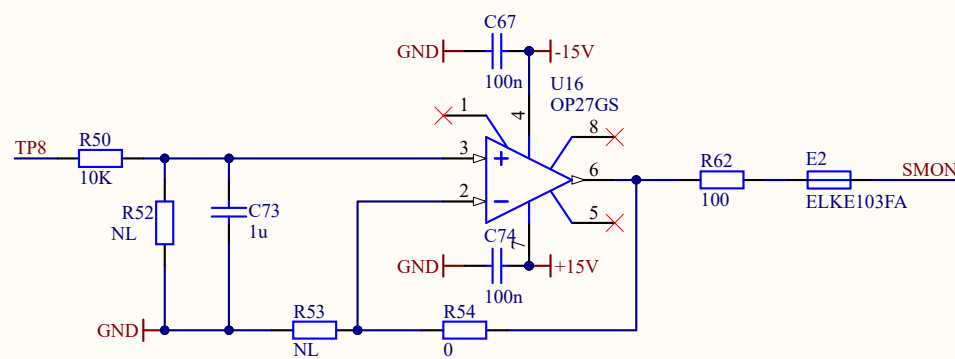 C67
GND
-15V
100n
U16
OP27GS
1
4
8
TP8
R50
10K
3
2
6
R62
100
E2
ELKE103FA
SMON
R52
NL
C73
1u
5
C74
7
GND
+15V
100n
GND
R53
NL
R54
0